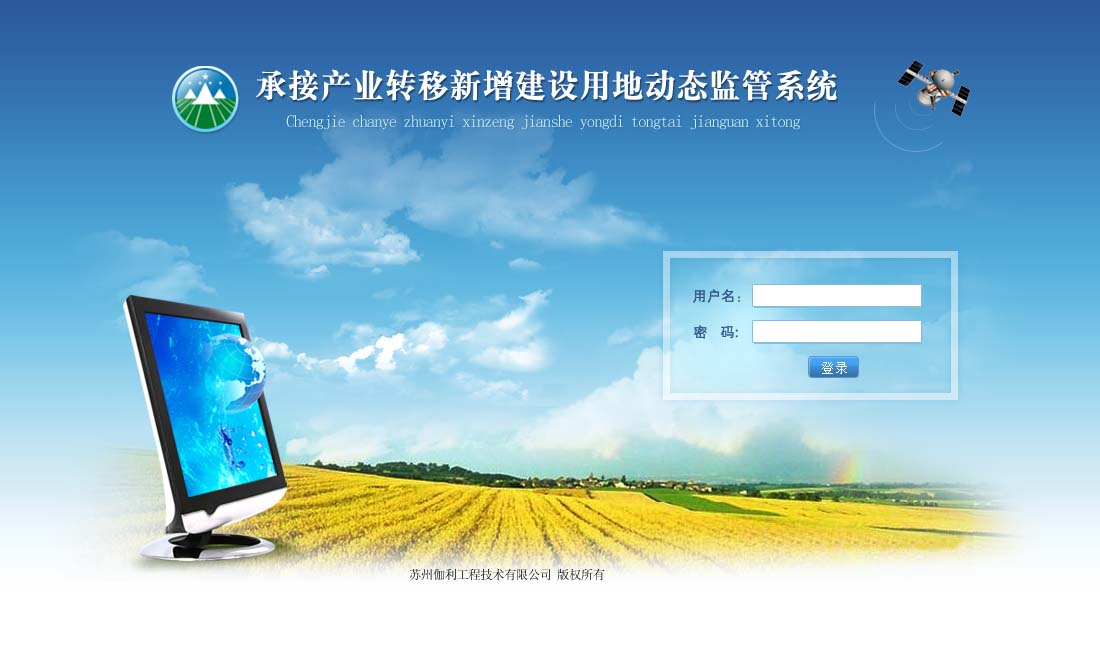 承接产业转移新增建设用地动态监管系统
Chengjie chanye zhuanyi xinzeng jianshe yongdi tongtai jianguan xitong
用户名：
密　码：
登录
苏州伽利工程技术有限公司 版权所有